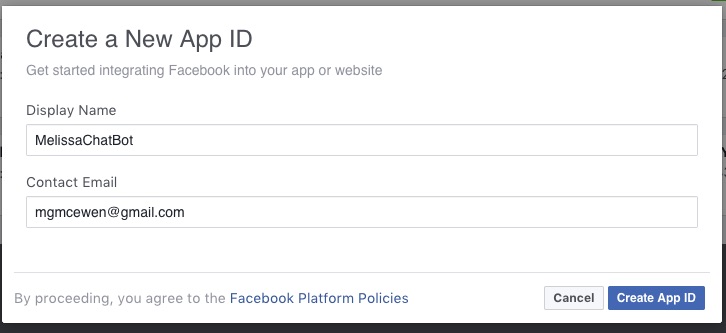 Create a New App ID
Get started integrating Facebook into your app or website
Display Name
MelissaChatBot
Contact Email
mgmcewen@gmail.com
By proceeding, you agree to the Facebook Platform Policies
Cancel
Create App ID